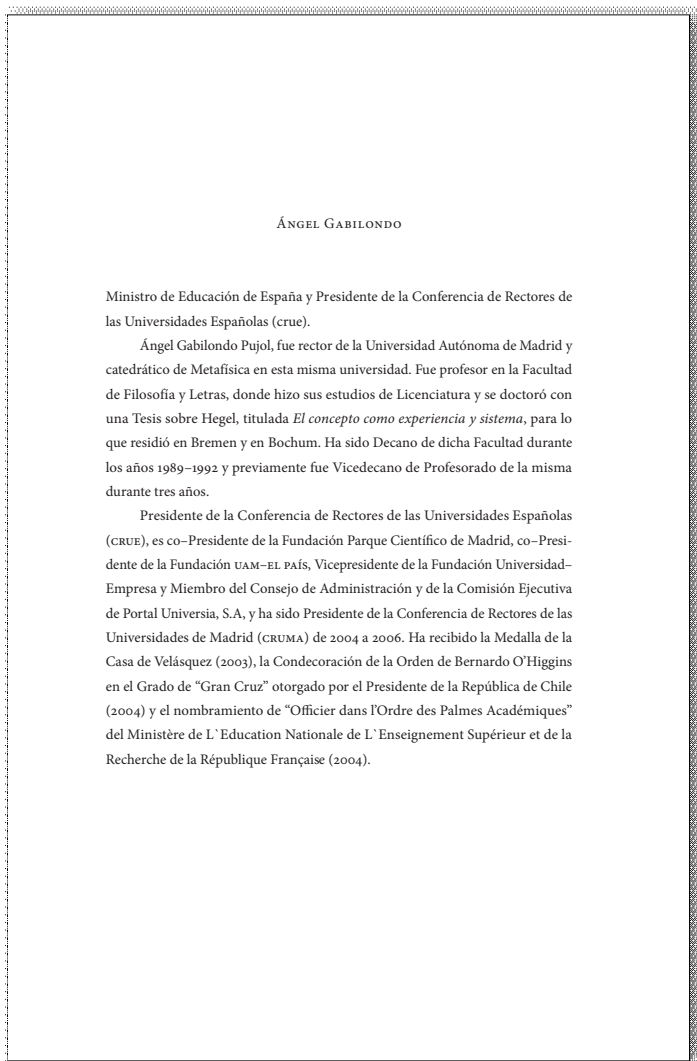 Ángel Gabilondo
Ministro de Educación de España y Presidente de la Conferencia de Rectores de
las Universidades Españolas (crue).
Ángel Gabilondo Pujol, fue rector de la Universidad Autónoma de Madrid y
catedrático de Metafísica en esta misma universidad. Fue profesor en la Facultad
de Filosofía y Letras, donde hizo sus estudios de Licenciatura y se doctoró con
una Tesis sobre Hegel, titulada El concepto como experiencia y sistema, para lo
que residió en Bremen y en Bochum. Ha sido Decano de dicha Facultad durante
los años 1989–1992 y previamente fue Vicedecano de Profesorado de la misma
durante tres años.
Presidente de la Conferencia de Rectores de las Universidades Españolas
(CRUE), es co–Presidente de la Fundación Parque Científico de Madrid, co–Presi-
dente de la Fundación UAM–EL PAÍS, Vicepresidente de la Fundación Universidad–
Empresa y Miembro del Consejo de Administración y de la Comisión Ejecutiva
de Portal Universia, S.A, y ha sido Presidente de la Conferencia de Rectores de las
Universidades de Madrid (CRUMA) de 2004 a 2006. Ha recibido la Medalla de la
Casa de Velásquez (2003), la Condecoración de la Orden de Bernardo O’Higgins
en el Grado de “Gran Cruz” otorgado por el Presidente de la República de Chile
(2004) y el nombramiento de “Officier dans l’Ordre des Palmes Académiques”
del Ministère de L`Education Nationale de L`Enseignement Supérieur et de la
Recherche de la République Française (2004).